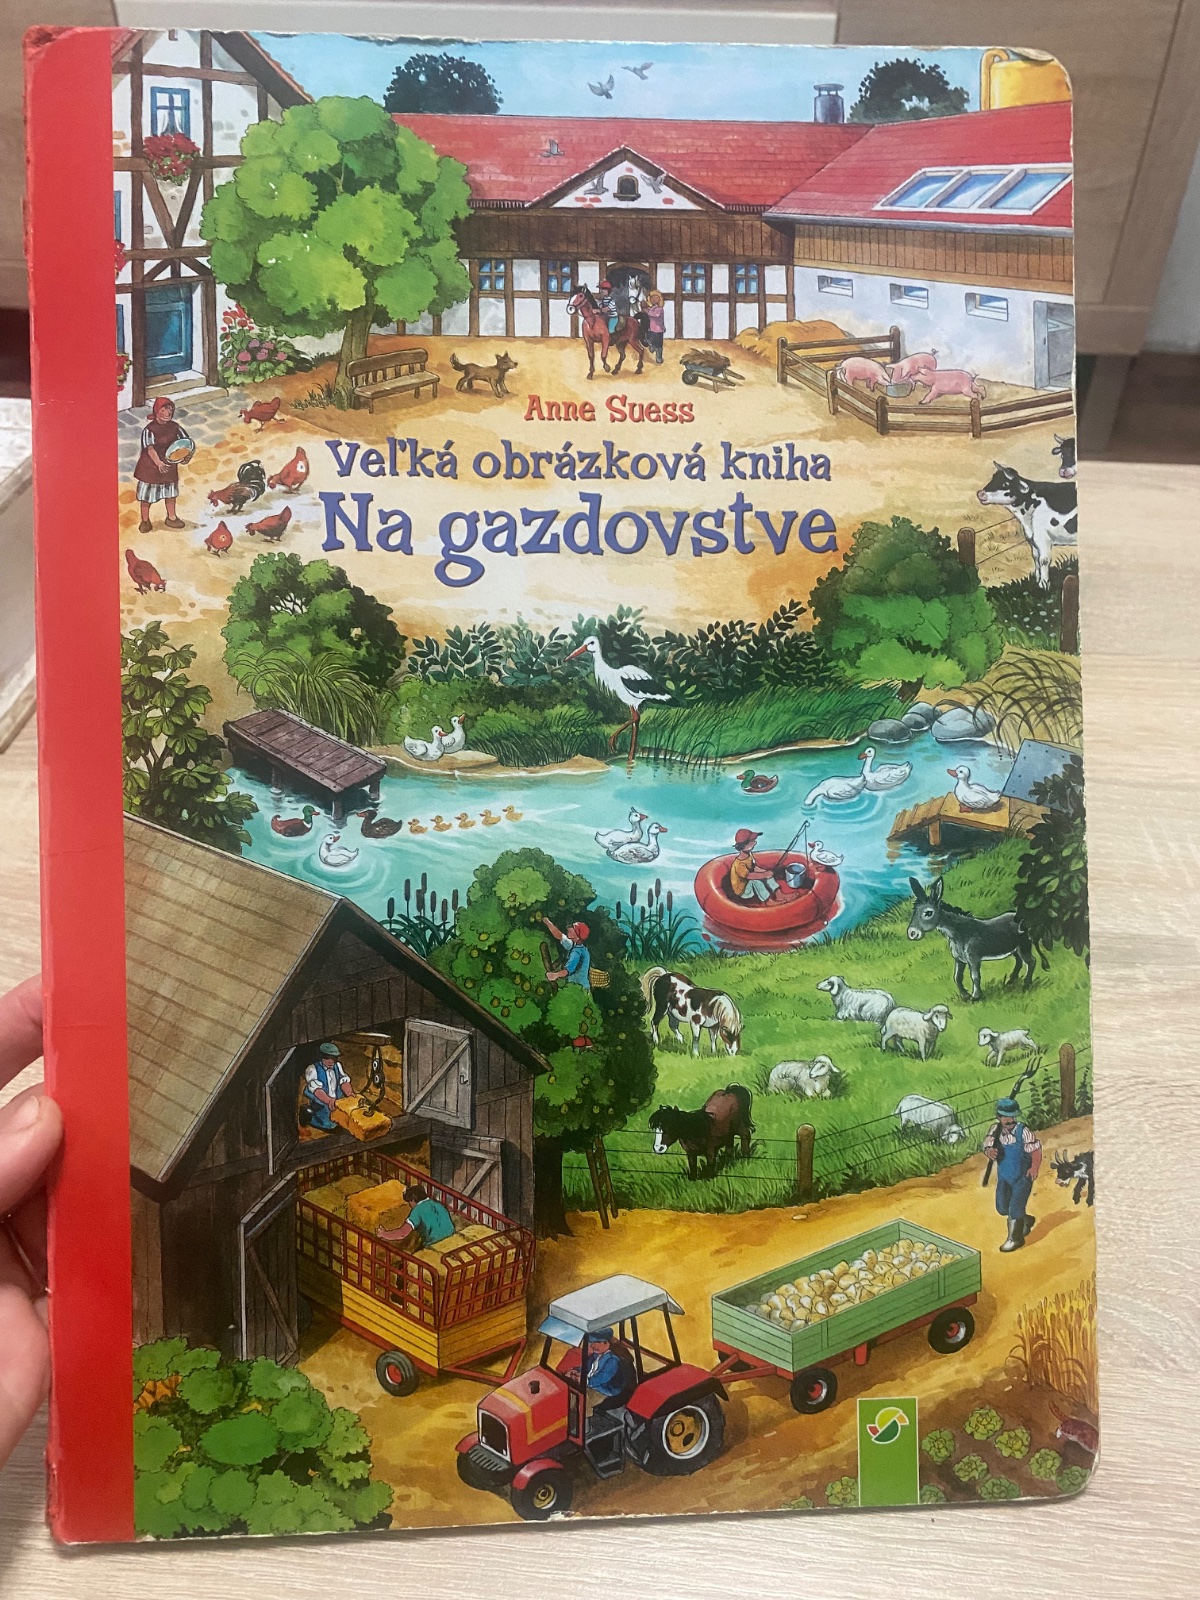 Anne Suess
Veľká obrázková kniha
Na gazdovstve